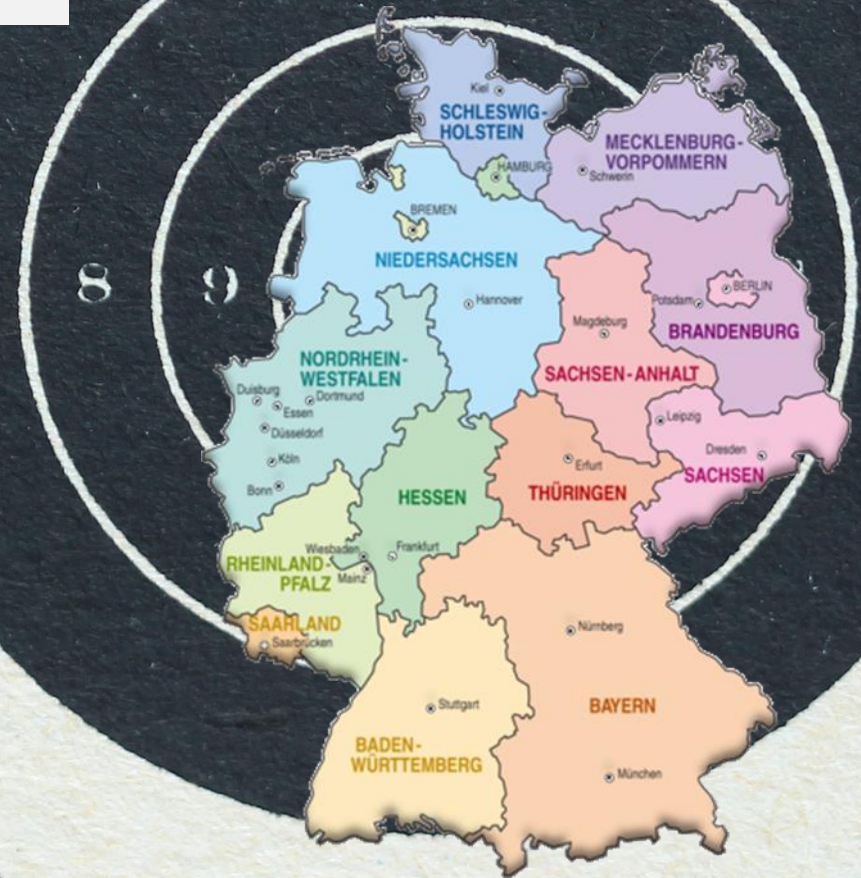 Kiel
SCHLESWIG-
HOLSTEIN
MECKLENBURG-
VORPOMMERN
HAMBURG
Schwerin
BREMEN
NIEDERSACHSEN
8
9
BERLIN
Potsdam
Hannover
Magdeburg
BRANDENBURG
NORDRHEIN-
WESTFALEN
SACHSEN-ANHALT
Duisburg
Dortmund
Essen
Leipzig
Düsseldorf
Dresden
Köln
Erfurt
SACHSEN
Bonn
HESSEN
THÜRINGEN
Wiesbaden
Frankfurt
RHEINLAND-
PFALZ
Mainz
SAARLAND
Saarbrücken
Nürnberg
Stuttgart
BAYERN
BADEN-
WÜRTTEMBERG
München